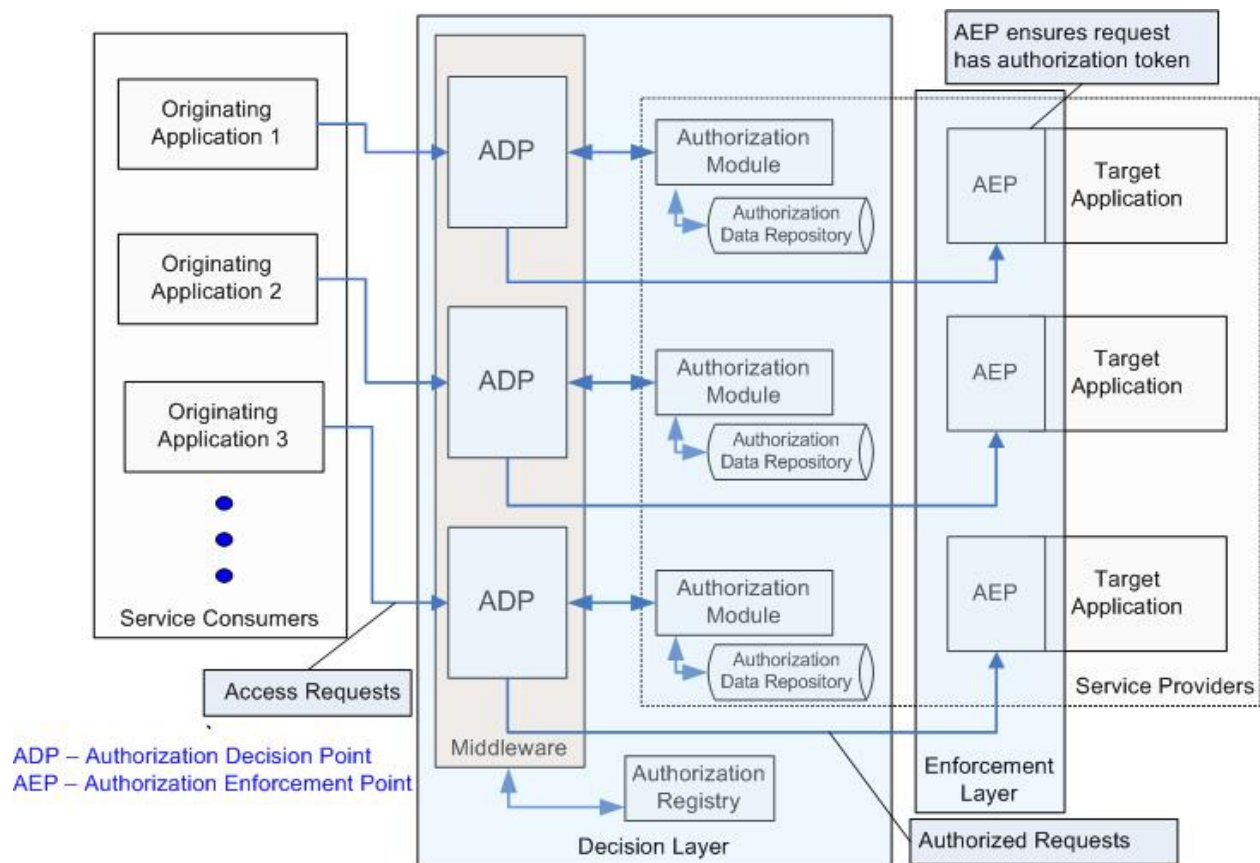 AEP ensures request
has authorization token
Originating
Application 1
ADP
Authorization
Module
Authorization
Data Repository
AEP
Target
Application
Originating
Application 2
ADP
Authorization
Module
Authorization
Data Repository
AEP
Target
Application
Originating
Application 3
ADP
Authorization
Module
Authorization
Data Repository
AEP
Target
Application
Service Consumers
Access Requests
Service Providers
ADP – Authorization Decision Point
AEP – Authorization Enforcement Point
Middleware
Authorization
Registry
Enforcement
Layer
Decision Layer
Authorized Requests